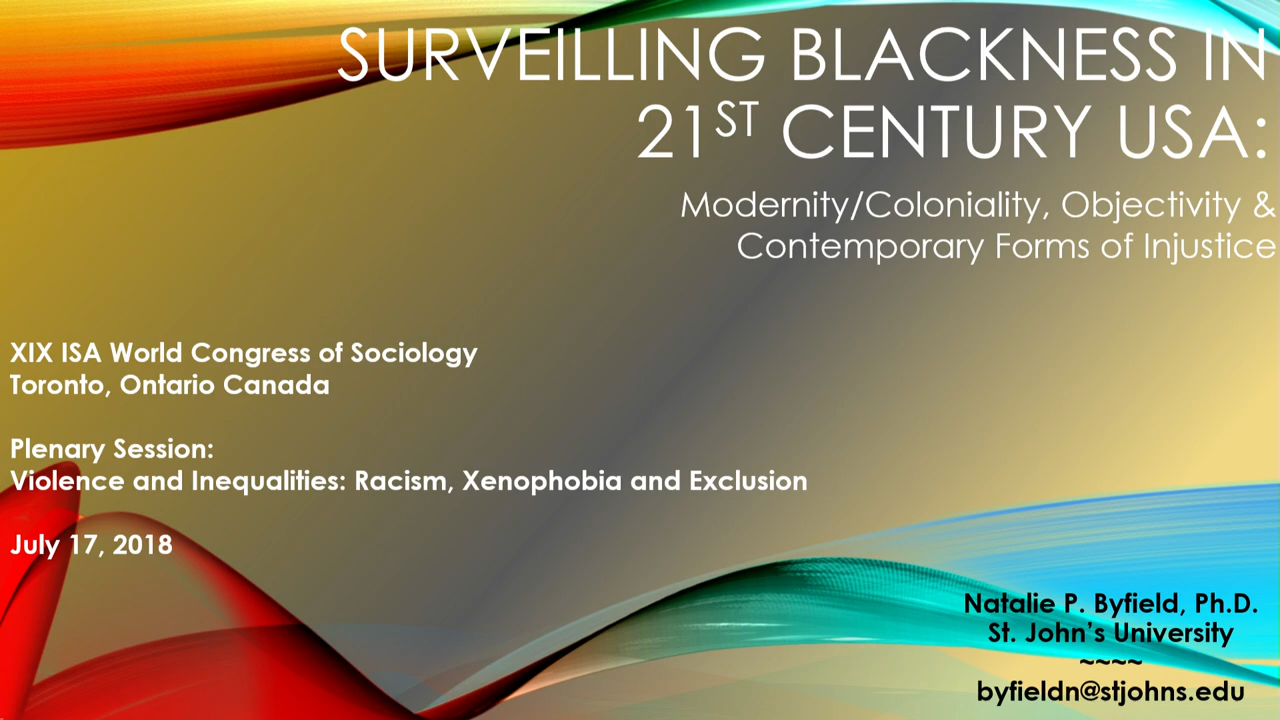 SURVEILLING BLACKNESS IN
21ST CENTURY USA:
Modernity/Coloniality, Objectivity &
Contemporary Forms of Injustice
XIX ISA World Congress of Sociology
Toronto, Ontario Canada
Plenary Session:
Violence and Inequalities: Racism, Xenophobia and Exclusion
July 17, 2018
Natalie P. Byfield, Ph.D.
St. John’s University
~~~~
byfieldn@stjohns.edu